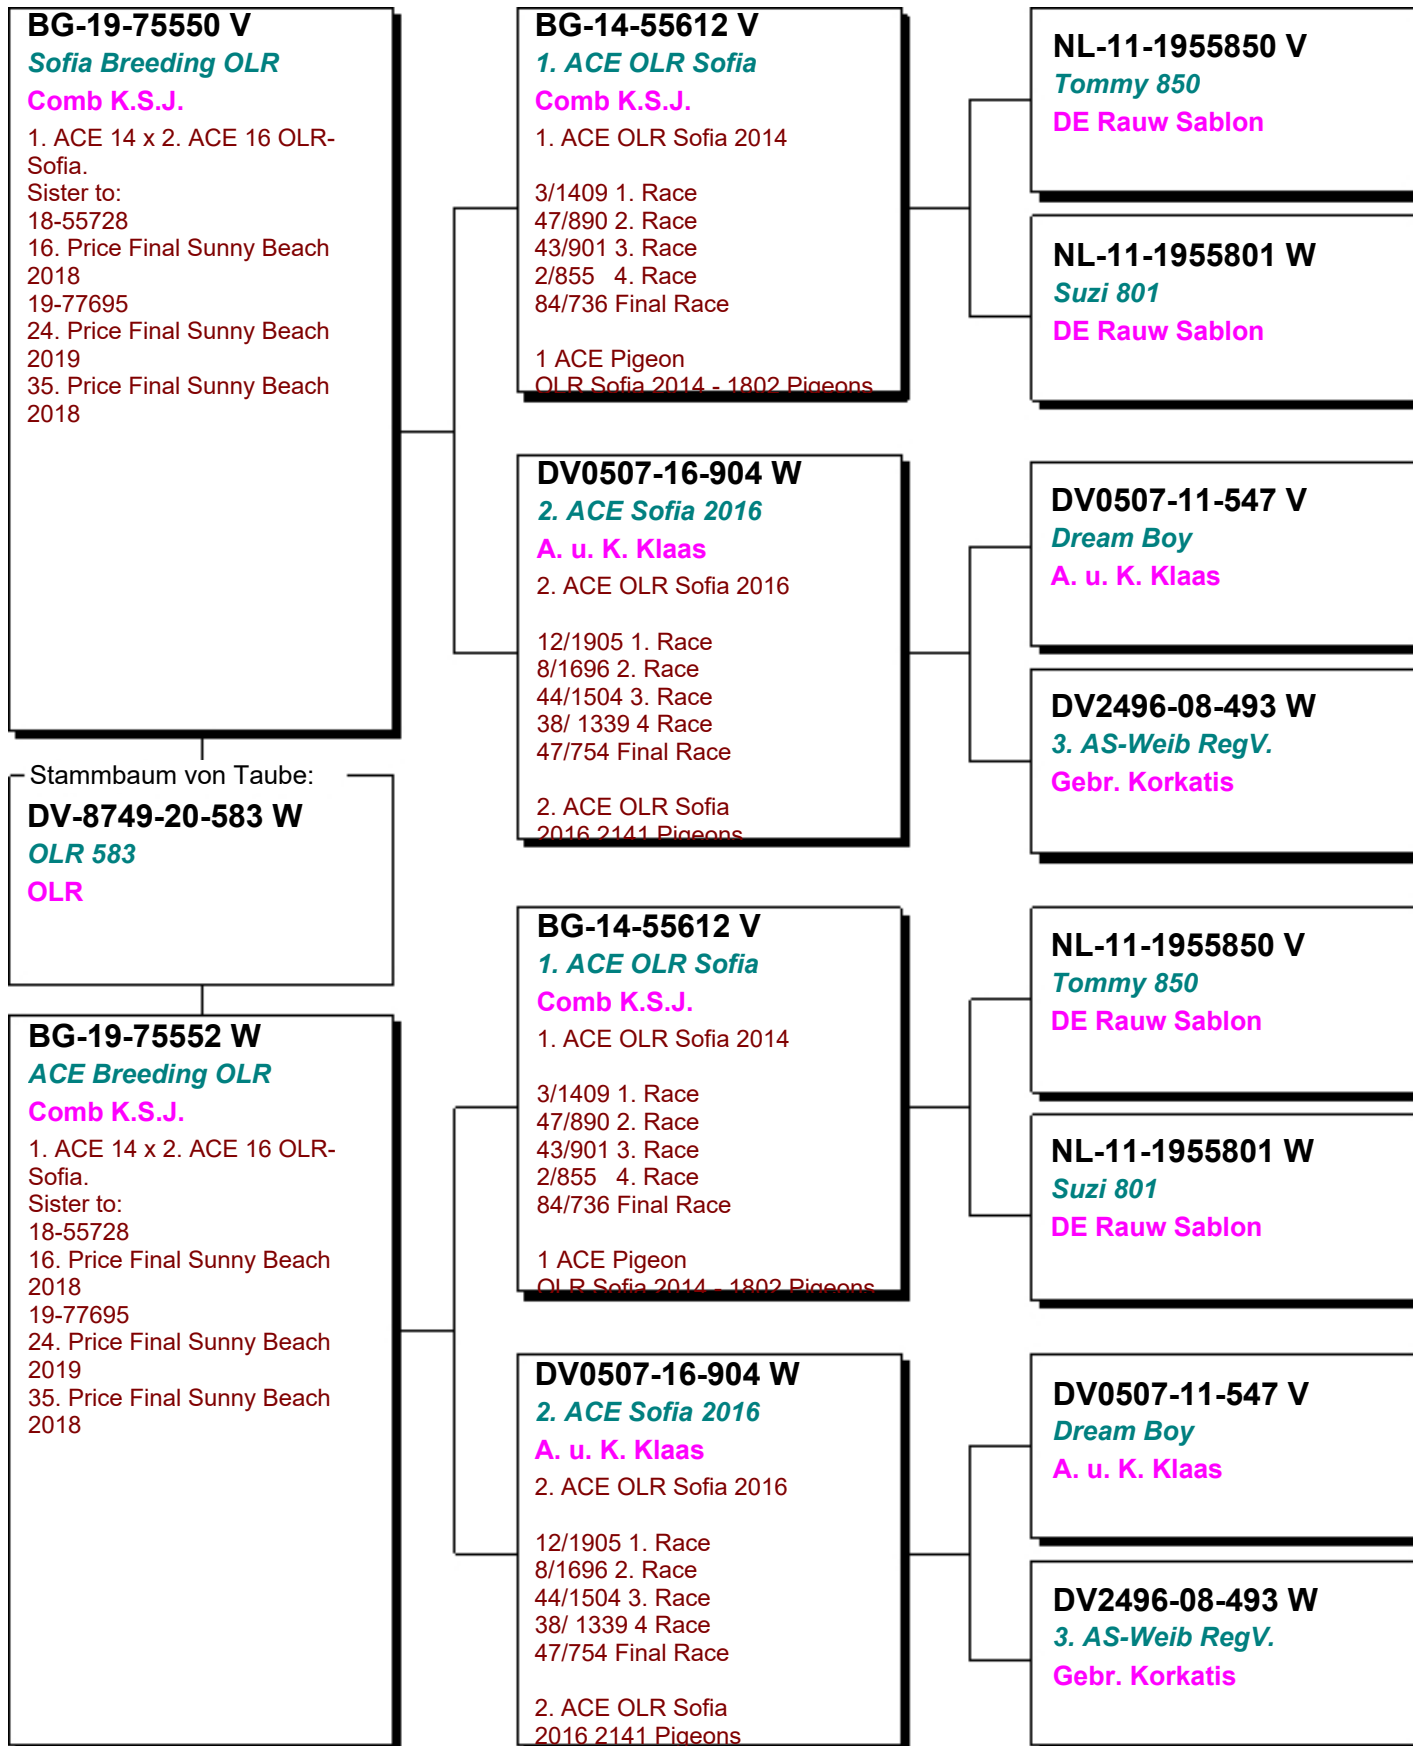 BG-19-75550 V
Sofia Breeding OLR
Comb K.S.J.
1. ACE 14 x 2. ACE 16 OLR-
Sofia.
Sister to:
18-55728
16. Price Final Sunny Beach
2018
19-77695
24. Price Final Sunny Beach
2019
35. Price Final Sunny Beach
2018
Stammbaum von Taube:
DV-8749-20-583 W
OLR 583
OLR
BG-19-75552 W
ACE Breeding OLR
Comb K.S.J.
1. ACE 14 x 2. ACE 16 OLR-
Sofia.
Sister to:
18-55728
16. Price Final Sunny Beach
2018
19-77695
24. Price Final Sunny Beach
2019
35. Price Final Sunny Beach
2018
BG-14-55612 V
1. ACE OLR Sofia
Comb K.S.J.
1. ACE OLR Sofia 2014
3/1409 1. Race
47/890 2. Race
43/901 3. Race
2/855 4. Race
84/736 Final Race
1 ACE Pigeon
OLR Sofia 2014 - 1802 Pigeons
DV0507-16-904 W
2. ACE Sofia 2016
A. u. K. Klaas
2. ACE OLR Sofia 2016
12/1905 1. Race
8/1696 2. Race
44/1504 3. Race
38/ 1339 4 Race
47/754 Final Race
2. ACE OLR Sofia
2016 2141 Pigeons
BG-14-55612 V
1. ACE OLR Sofia
Comb K.S.J.
1. ACE OLR Sofia 2014
3/1409 1. Race
47/890 2. Race
43/901 3. Race
2/855 4. Race
84/736 Final Race
1 ACE Pigeon
OLR Sofia 2014 - 1802 Pigeons
DV0507-16-904 W
2. ACE Sofia 2016
A. u. K. Klaas
2. ACE OLR Sofia 2016
12/1905 1. Race
8/1696 2. Race
44/1504 3. Race
38/ 1339 4 Race
47/754 Final Race
2. ACE OLR Sofia
2016 2141 Pigeons
NL-11-1955850 V
Tommy 850
DE Rauw Sablon
NL-11-1955801 W
Suzi 801
DE Rauw Sablon
DV0507-11-547 V
Dream Boy
A. u. K. Klaas
DV2496-08-493 W
3. AS-Weib RegV.
Gebr. Korkatis
NL-11-1955850 V
Tommy 850
DE Rauw Sablon
NL-11-1955801 W
Suzi 801
DE Rauw Sablon
DV0507-11-547 V
Dream Boy
A. u. K. Klaas
DV2496-08-493 W
3. AS-Weib RegV.
Gebr. Korkatis